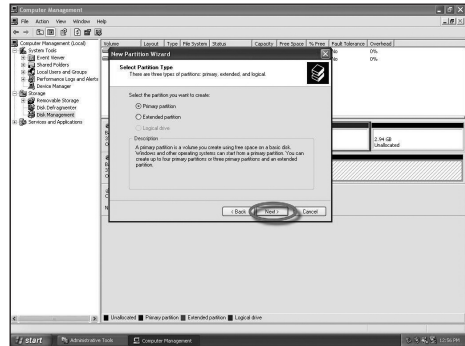 Computer Management
File Action View Window Help
Computer Management (Local)
System Tools
Event Viewer
Shared Folders
Local Users and Groups
Performance Logs and Alerts
Device Manager
Storage
Removable Storage
Disk Defragmenter
Disk Management
Services and Applications
Volume Layout Type File System Status Capacity Free Space % Free Fault Tolerance Overhead
No 0%
No 0%
New Partition Wizard
Select Partition Type
There are three types of partitions: primary, extended, and logical.
Select the partition you want to create:
Primary partition
Extended partition
Logical drive
Description
A primary partition is a volume you create using free space on a basic disk.
Windows and other operating systems can start from a primary partition. You can
create up to four primary partitions or three primary partitions and an extended
partition.
< Back Next > Cancel
2.94 GB
Unallocated
Unallocated Primary partition Extended partition Logical drive
start Administrative Tools Computer Management 12:56 PM